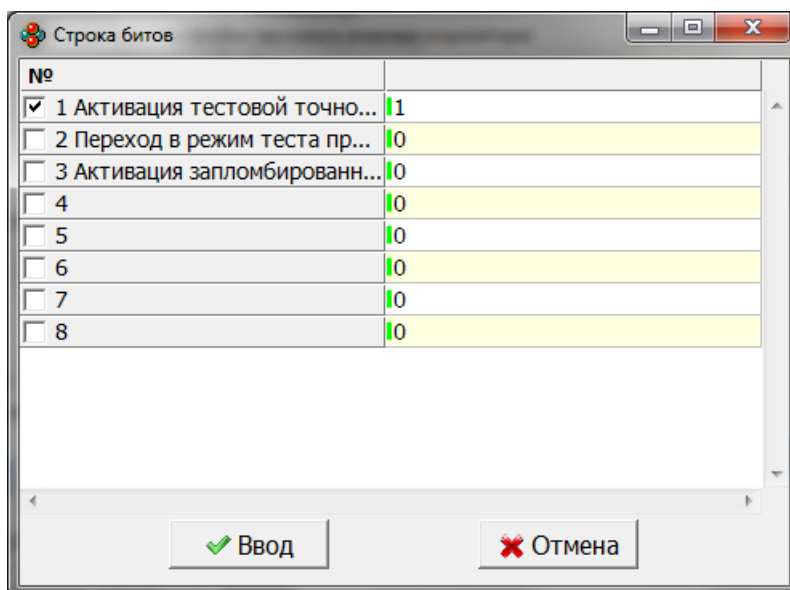 Строка битов
№
1 Активация тестовой точно... 1
2 Переход в режим теста пр... 0
3 Активация запломбированн... 0
4 0
5 0
6 0
7 0
8 0
Ввод Отмена